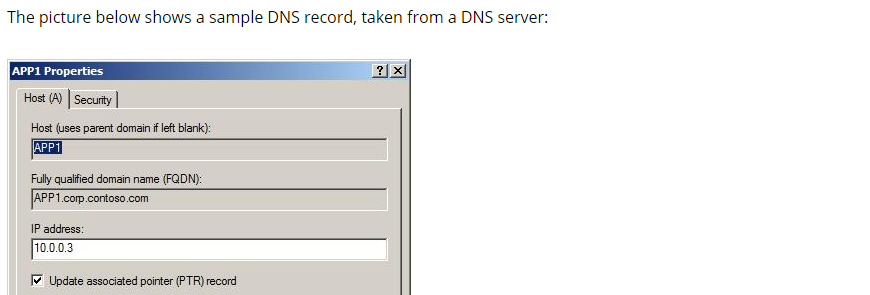 The picture below shows a sample DNS record, taken from a DNS server:
APP1 Properties
Host (A) Security
Host (uses parent domain if left blank):
APP1
Fully qualified domain name (FQDN):
APP1.corp.contoso.com
IP address:
10.0.0.3
Update associated pointer (PTR) record